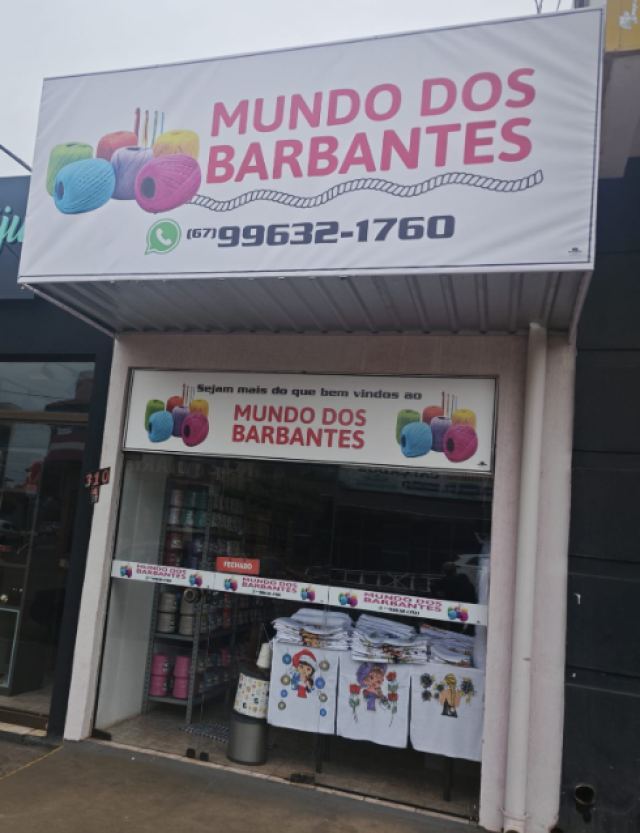 MUNDO DOS
BARBANTES
(67)99632-1760
Sejam mais do que bem vindos ao
MUNDO DOS
BARBANTES
310
FECHADO
MUNDO DOS
BARBANTES
MUNDO DOS
BARBANTES
MUNDO DOS
BARBANTES